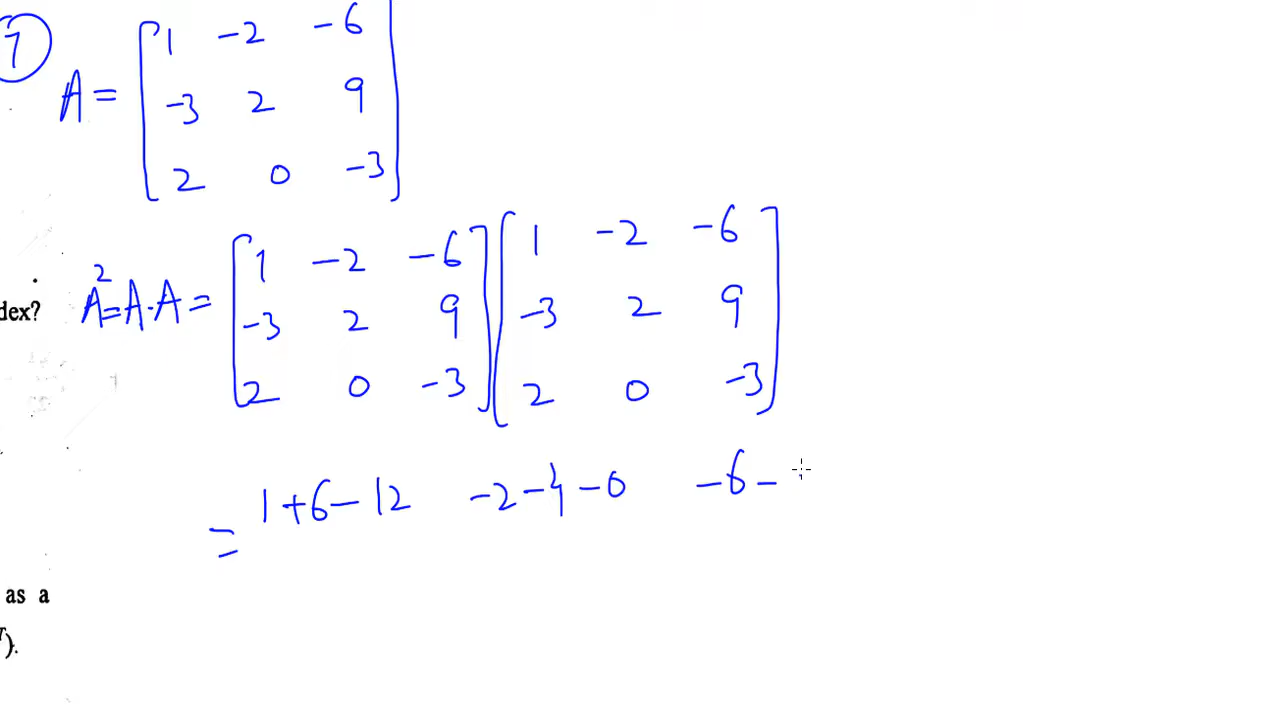 7
A = [ 1 -2 -6
-3 2 9
2 0 -3 ]
dex? A²=A·A = [ 1 -2 -6 ] [ 1 -2 -6 ]
-3 2 9 -3 2 9
2 0 -3 2 0 -3
= 1+6-12 -2-4-0 -6-
as a
).